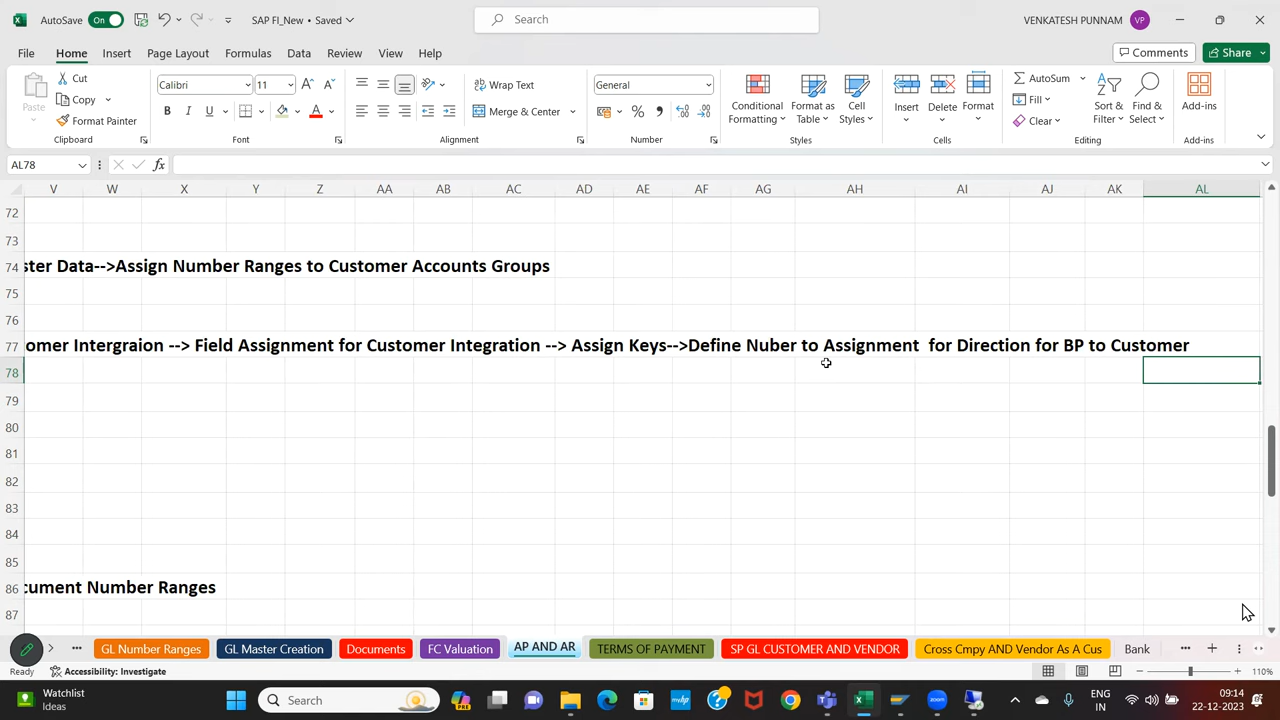 AutoSave On SAP FI_New • Saved Search VENKATESH PUNNAM VP
File Home Insert Page Layout Formulas Data Review View Help Comments Share
Paste Cut Copy Format Painter Clipboard
Calibri 11 B I U A Font
Wrap Text Merge & Center Alignment
General % Number
Conditional Formatting Format as Table Cell Styles Styles
Insert Delete Format Cells
AutoSum Fill Clear Sort & Filter Find & Select Editing
Add-ins Add-ins
AL78 fx
V W X Y Z AA AB AC AD AE AF AG AH AI AJ AK AL
72
73
74 ster Data-->Assign Number Ranges to Customer Accounts Groups
75
76
77 omer Intergraion --> Field Assignment for Customer Integration --> Assign Keys-->Define Nuber to Assignment for Direction for BP to Customer
78
79
80
81
82
83
84
85
86 cument Number Ranges
87
GL Number Ranges GL Master Creation Documents FC Valuation AP AND AR TERMS OF PAYMENT SP GL CUSTOMER AND VENDOR Cross Cmpy AND Vendor As A Cus Bank
Ready Accessibility: Investigate 110%
Watchlist
Ideas
Search
ENG
IN
09:14
22-12-2023